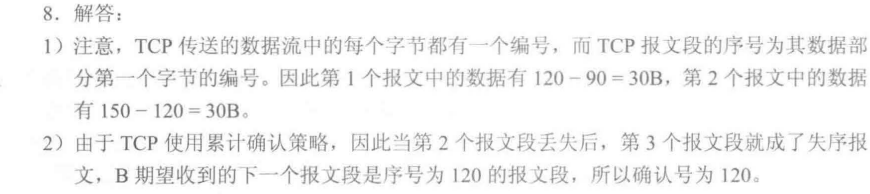 8．解答：
1）注意，TCP 传送的数据流中的每个字节都有一个编号，而 TCP 报文段的序号为其数据部
分第一个字节的编号。因此第 1 个报文中的数据有 120－90＝30B，第 2 个报文中的数据
有 150－120＝30B。
2）由于 TCP 使用累计确认策略，因此当第 2 个报文段丢失后，第 3 个报文段就成了失序报
文，B 期望收到的下一个报文段是序号为 120 的报文段，所以确认号为 120。